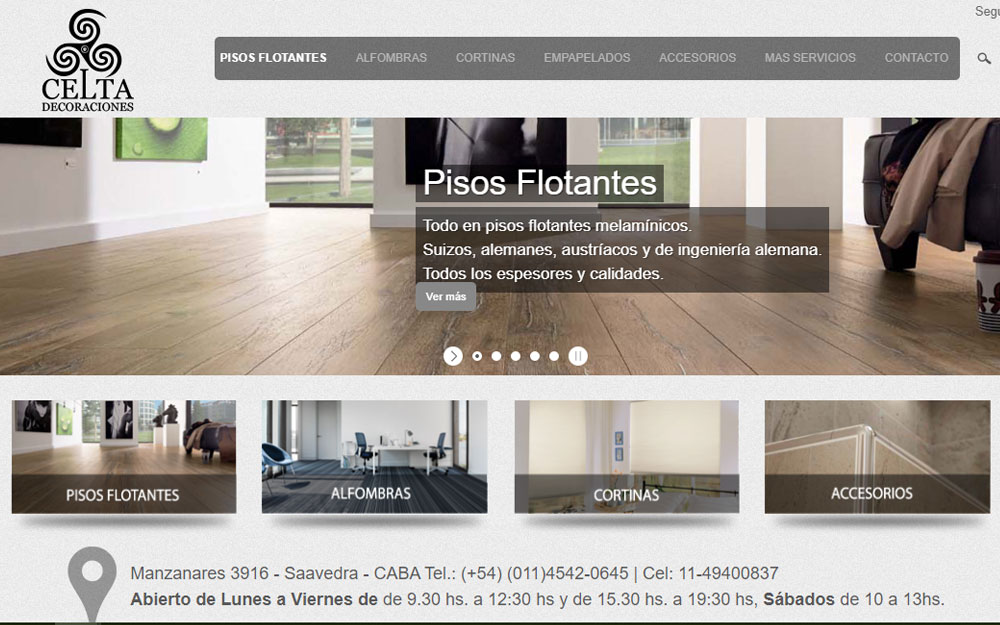 Segu
CELTA
DECORACIONES
PISOS FLOTANTES ALFOMBRAS CORTINAS EMPAPELADOS ACCESORIOS MAS SERVICIOS CONTACTO
Pisos Flotantes
Todo en pisos flotantes melamínicos.
Suizos, alemanes, austríacos y de ingeniería alemana.
Todos los espesores y calidades.
Ver más
PISOS FLOTANTES
ALFOMBRAS
CORTINAS
ACCESORIOS
Manzanares 3916 - Saavedra - CABA Tel.: (+54) (011)4542-0645 | Cel: 11-49400837
Abierto de Lunes a Viernes de de 9.30 hs. a 12:30 hs y de 15.30 hs. a 19:30 hs, Sábados de 10 a 13hs.